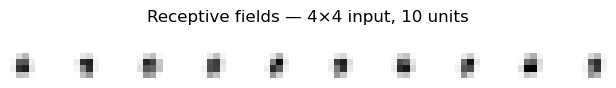 Receptive fields — 4×4 input, 10 units